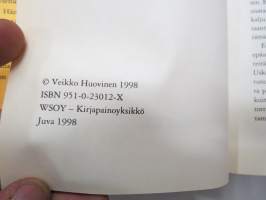 © Veikko Huovinen 1998
ISBN 951-0-23012-X
WSOY – Kirjapainoyksikkö
Juva 1998